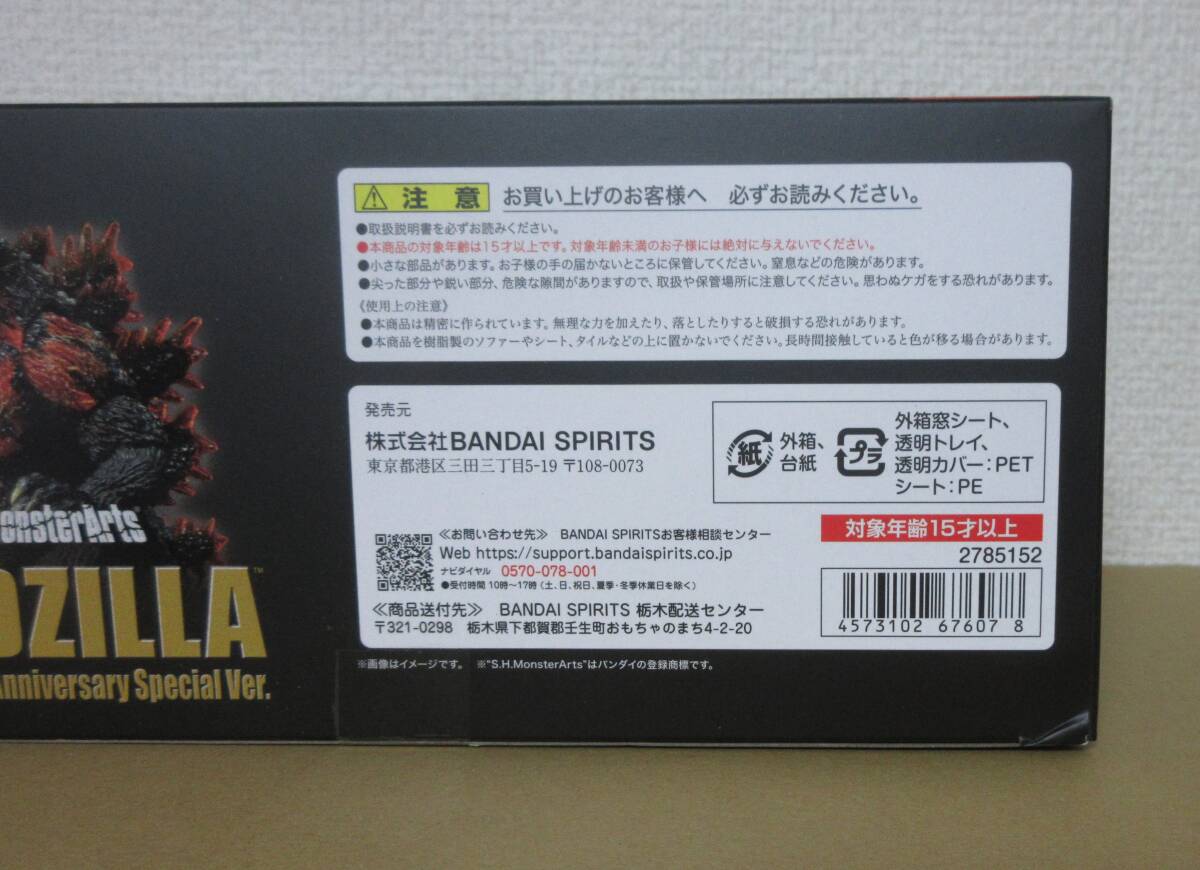 注意 お買い上げのお客様へ 必ずお読みください。
●取扱説明書を必ずお読みください。
●本商品の対象年齢は15才以上です。対象年齢未満のお子様には絶対に与えないでください。
●小さな部品があります。お子様の手の届かないところに保管してください。窒息などの危険があります。
●尖った部分や鋭い部分、危険な隙間がありますので、取扱や保管場所に注意してください。思わぬケガをする恐れがあります。
《使用上の注意》
●本商品は精密に作られています。無理な力を加えたり、落としたりすると破損する恐れがあります。
●本商品を樹脂製のソファーやシート、タイルなどの上に置かないでください。長時間接触していると色が移る場合があります。
発売元
株式会社BANDAI SPIRITS
東京都港区三田三丁目5-19 〒108-0073
紙 外箱、
台紙
プラ 外箱窓シート、
透明トレイ、
透明カバー:PET
シート:PE
≪お問い合わせ先≫ BANDAI SPIRITSお客様相談センター
Web https://support.bandaispirits.co.jp
ナビダイヤル 0570-078-001
●受付時間 10時〜17時(土、日、祝日、夏季・冬季休業日を除く)
≪商品送付先≫ BANDAI SPIRITS 栃木配送センター
〒321-0298 栃木県下都賀郡壬生町おもちゃのまち4-2-20
対象年齢15才以上
2785152
4573102 67607 8
※画像はイメージです。 ※"S.H.MonsterArts"はバンダイの登録商標です。
onsterArts
DZILLA™
Anniversary Special Ver.